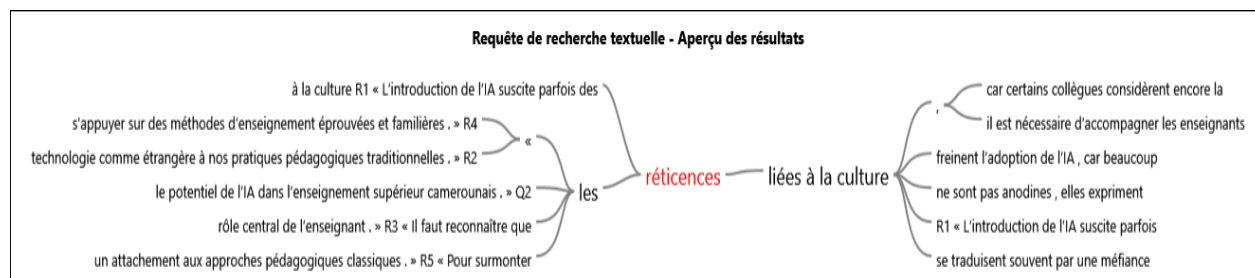 Requête de recherche textuelle - Aperçu des résultats
à la culture R1 « L'introduction de l'IA suscite parfois des
s'appuyer sur des méthodes d'enseignement éprouvées et familières . » R4
technologie comme étrangère à nos pratiques pédagogiques traditionnelles . » R2
«
le potentiel de l'IA dans l'enseignement supérieur camerounais . » Q2
rôle central de l'enseignant . » R3 « Il faut reconnaître que
un attachement aux approches pédagogiques classiques . » R5 « Pour surmonter
les
réticences
liées à la culture
,
car certains collègues considèrent encore la
il est nécessaire d'accompagner les enseignants
freinent l'adoption de l'IA , car beaucoup
ne sont pas anodines , elles expriment
R1 « L'introduction de l'IA suscite parfois
se traduisent souvent par une méfiance